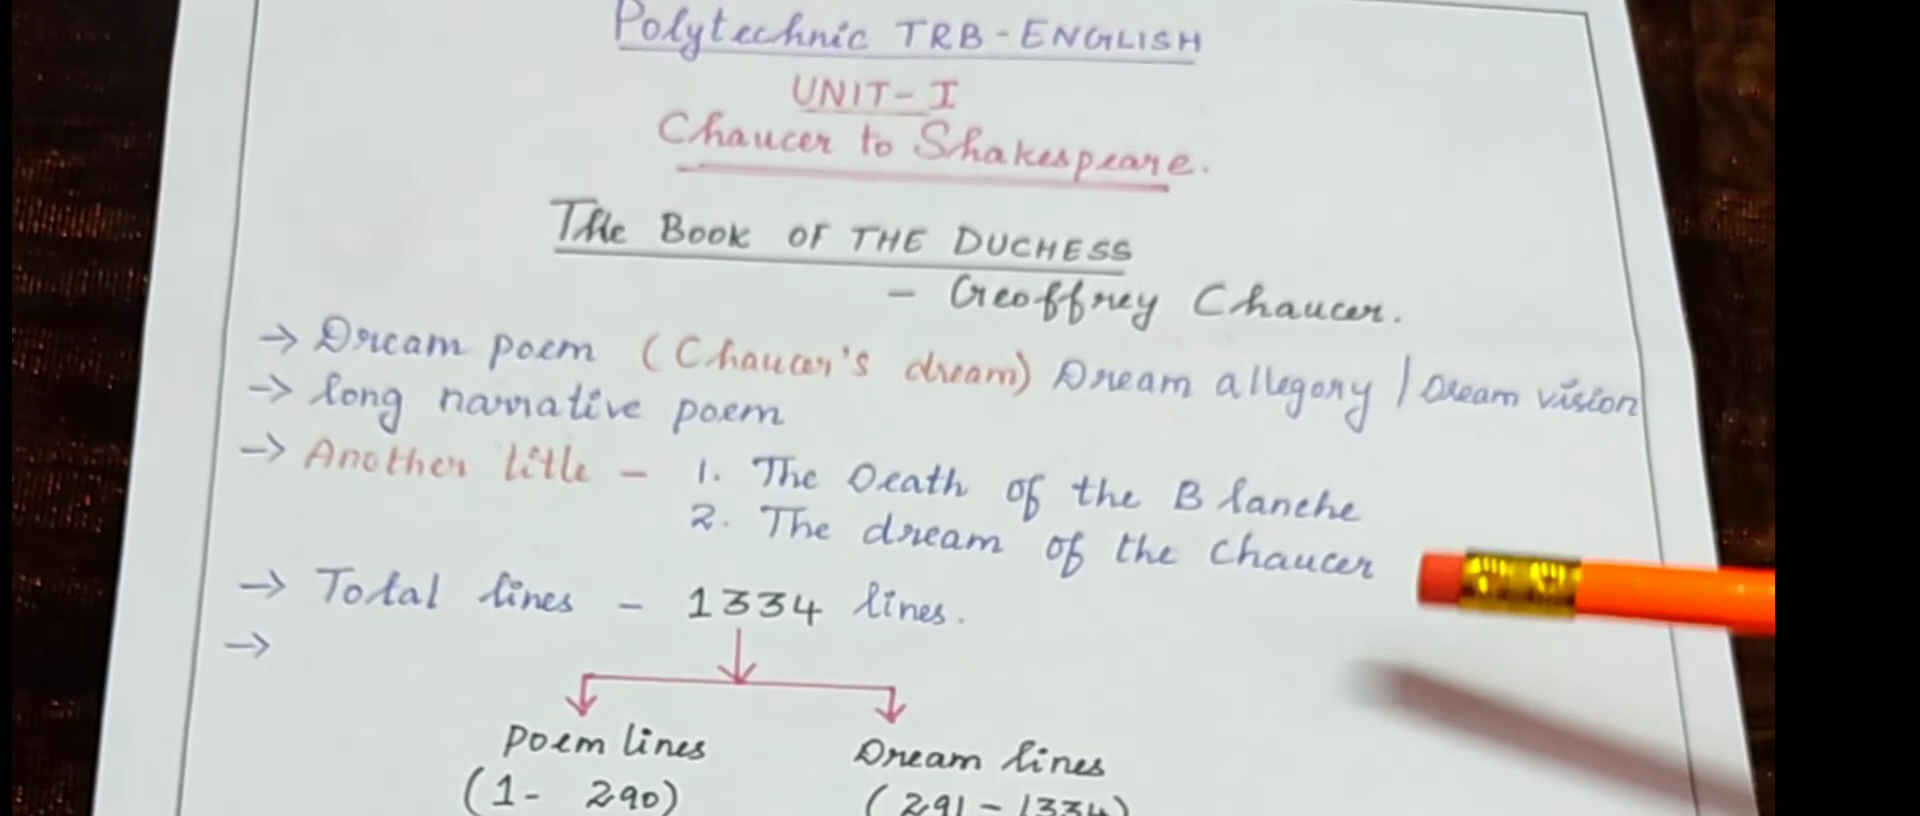 Polytechnic TRB - ENGLISH
UNIT - I
Chaucer to Shakespeare.
The Book OF THE DUCHESS
- Geoffrey Chaucer.
→ Dream poem (Chaucer's dream) Dream allegory / Dream vision
→ long narrative poem
→ Another title - 1. The Death of the Blanche
2. The dream of the Chaucer
→ Total lines - 1334 lines.
→
Poem lines Dream lines
(1- 290) (291 - 1334)